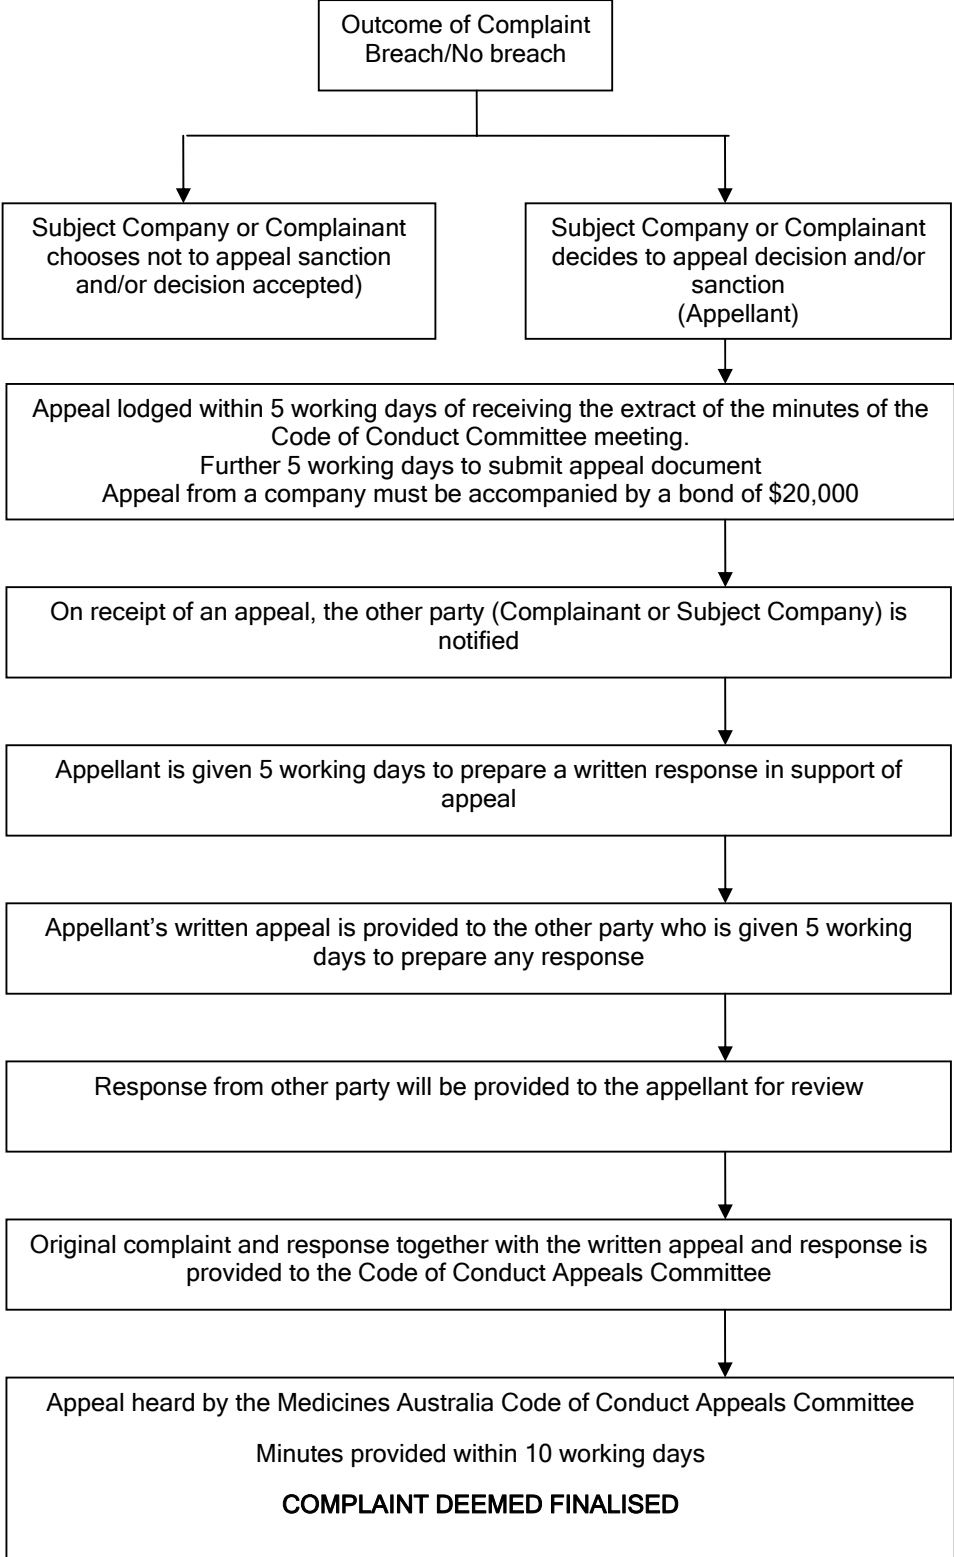 Outcome of Complaint
Breach/No breach
Subject Company or Complainant
chooses not to appeal sanction
and/or decision accepted)
Subject Company or Complainant
decides to appeal decision and/or
sanction
(Appellant)
Appeal lodged within 5 working days of receiving the extract of the minutes of the
Code of Conduct Committee meeting.
Further 5 working days to submit appeal document
Appeal from a company must be accompanied by a bond of $20,000
On receipt of an appeal, the other party (Complainant or Subject Company) is
notified
Appellant is given 5 working days to prepare a written response in support of
appeal
Appellant’s written appeal is provided to the other party who is given 5 working
days to prepare any response
Response from other party will be provided to the appellant for review
Original complaint and response together with the written appeal and response is
provided to the Code of Conduct Appeals Committee
Appeal heard by the Medicines Australia Code of Conduct Appeals Committee
Minutes provided within 10 working days
COMPLAINT DEEMED FINALISED